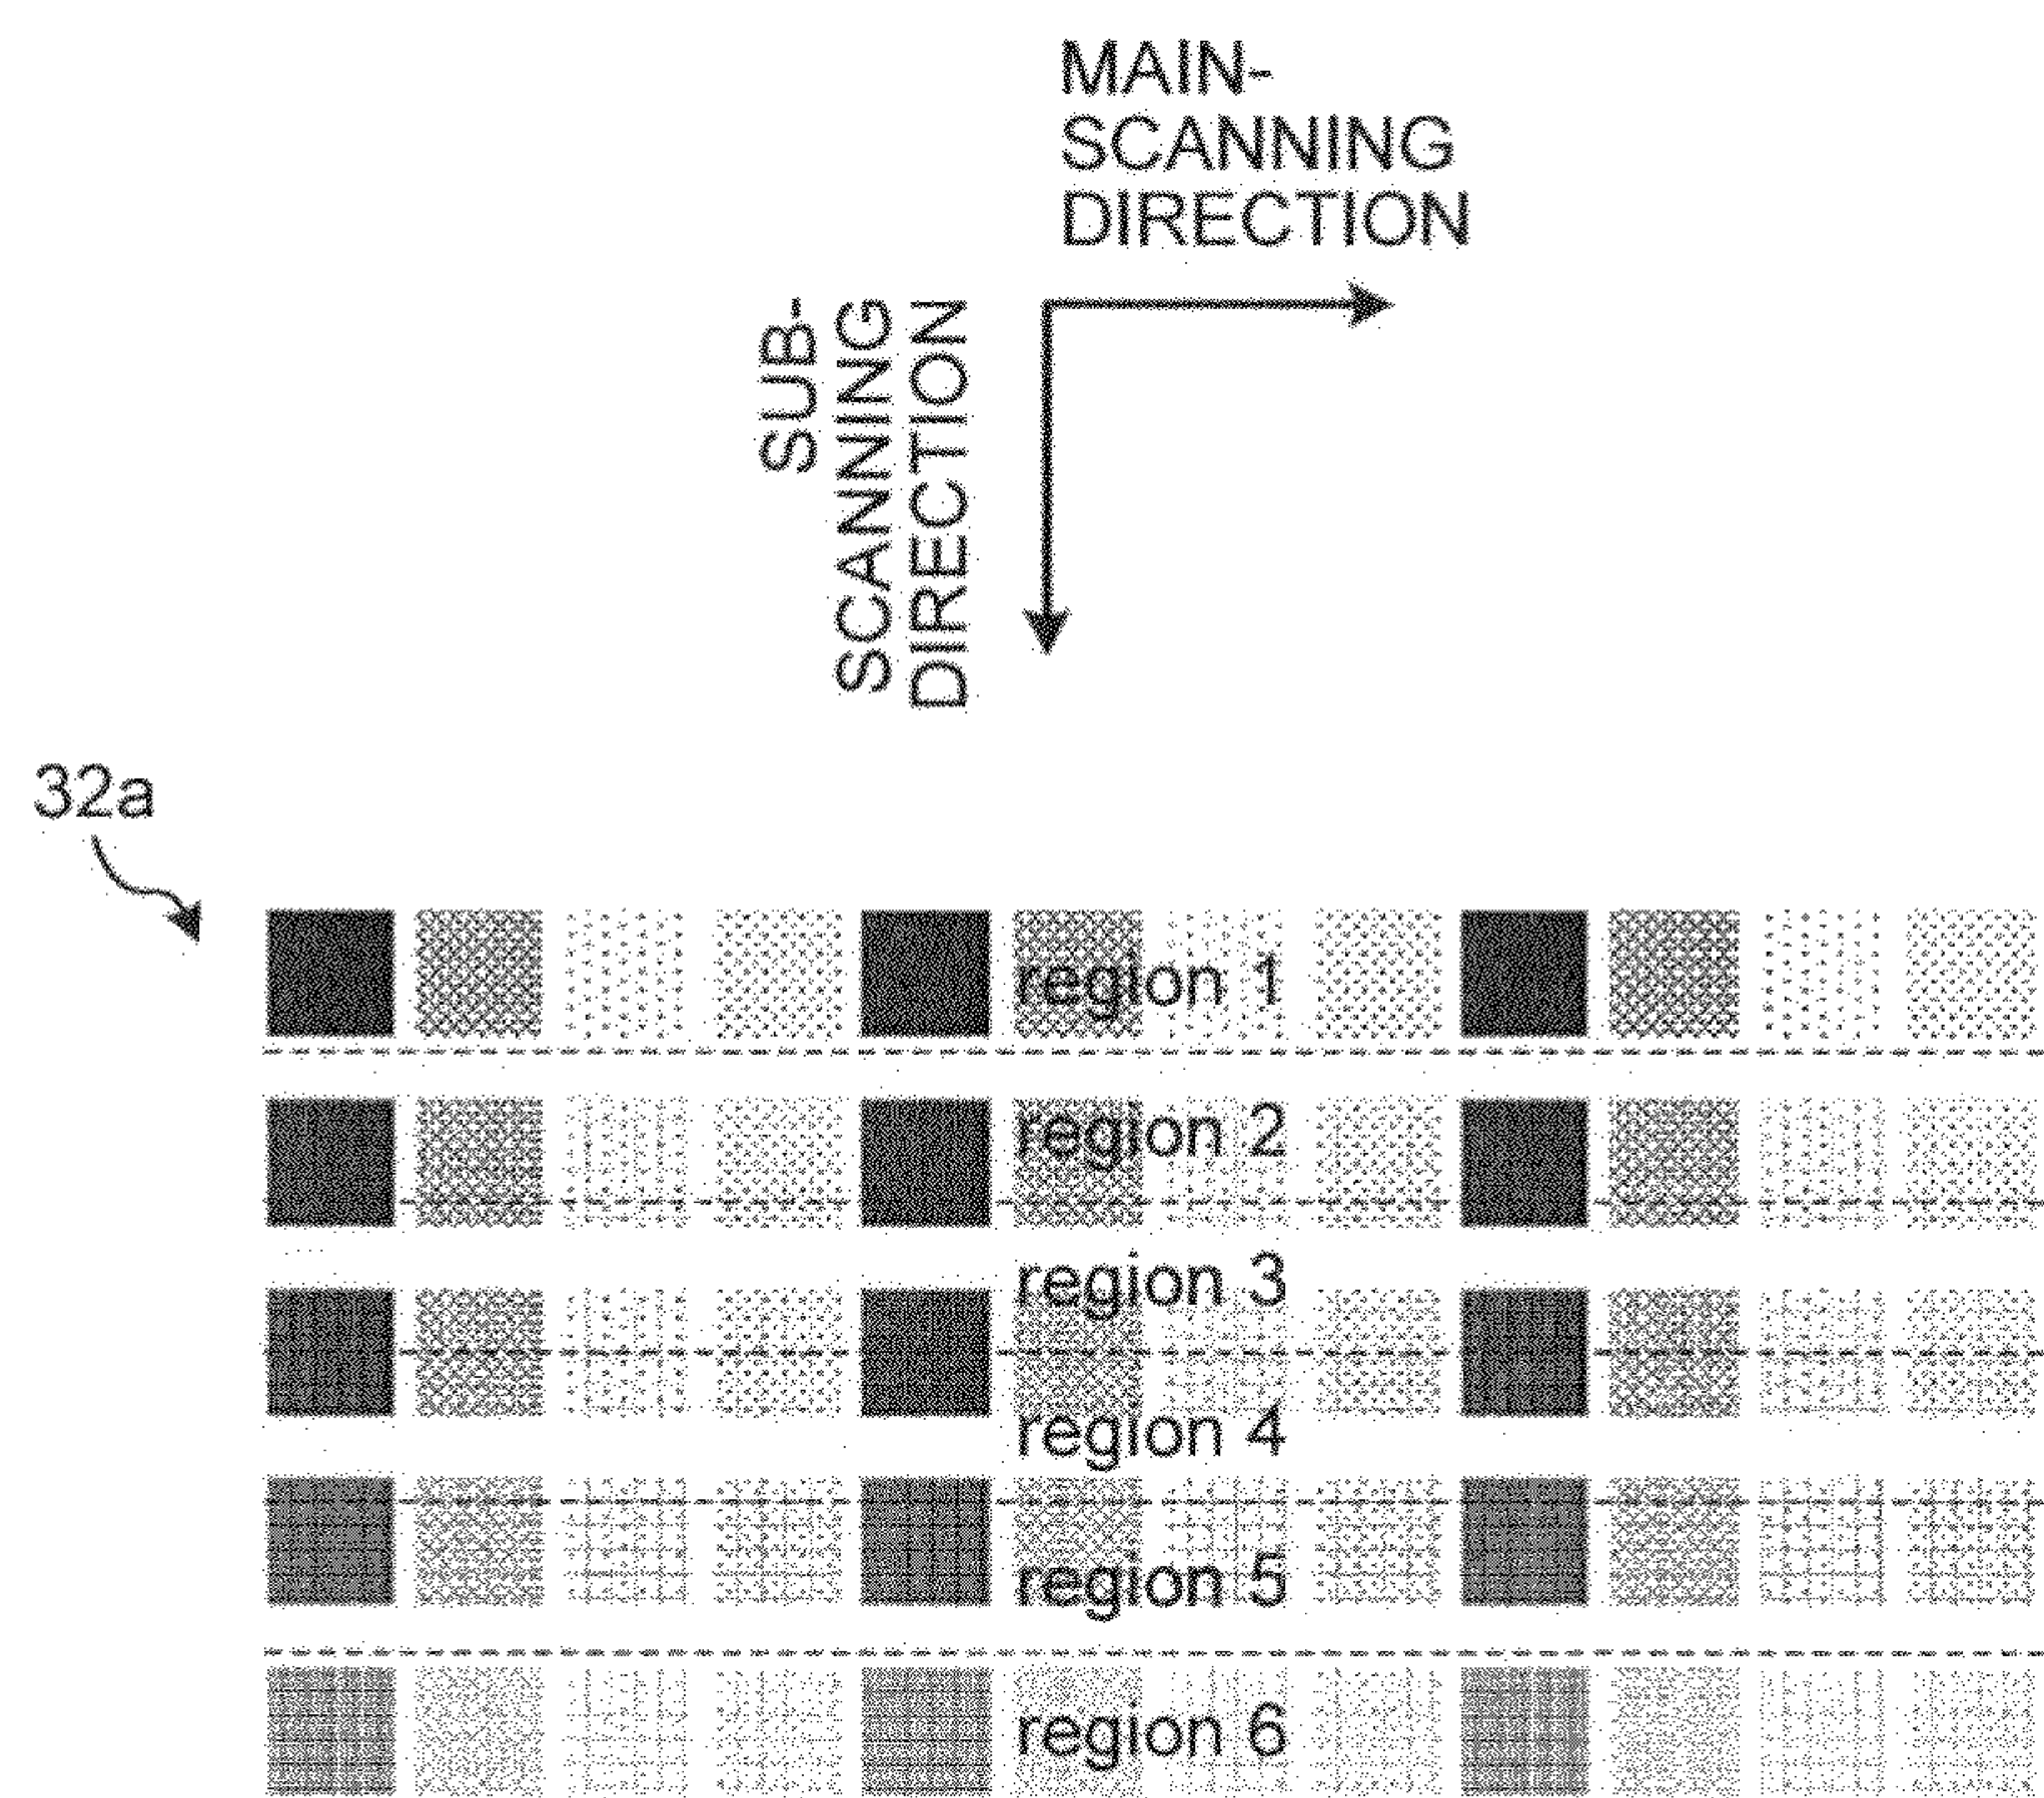 MAIN-
SCANNING
DIRECTION
SUB-
SCANNING
DIRECTION
32a
region 1
region 2
region 3
region 4
region 5
region 6